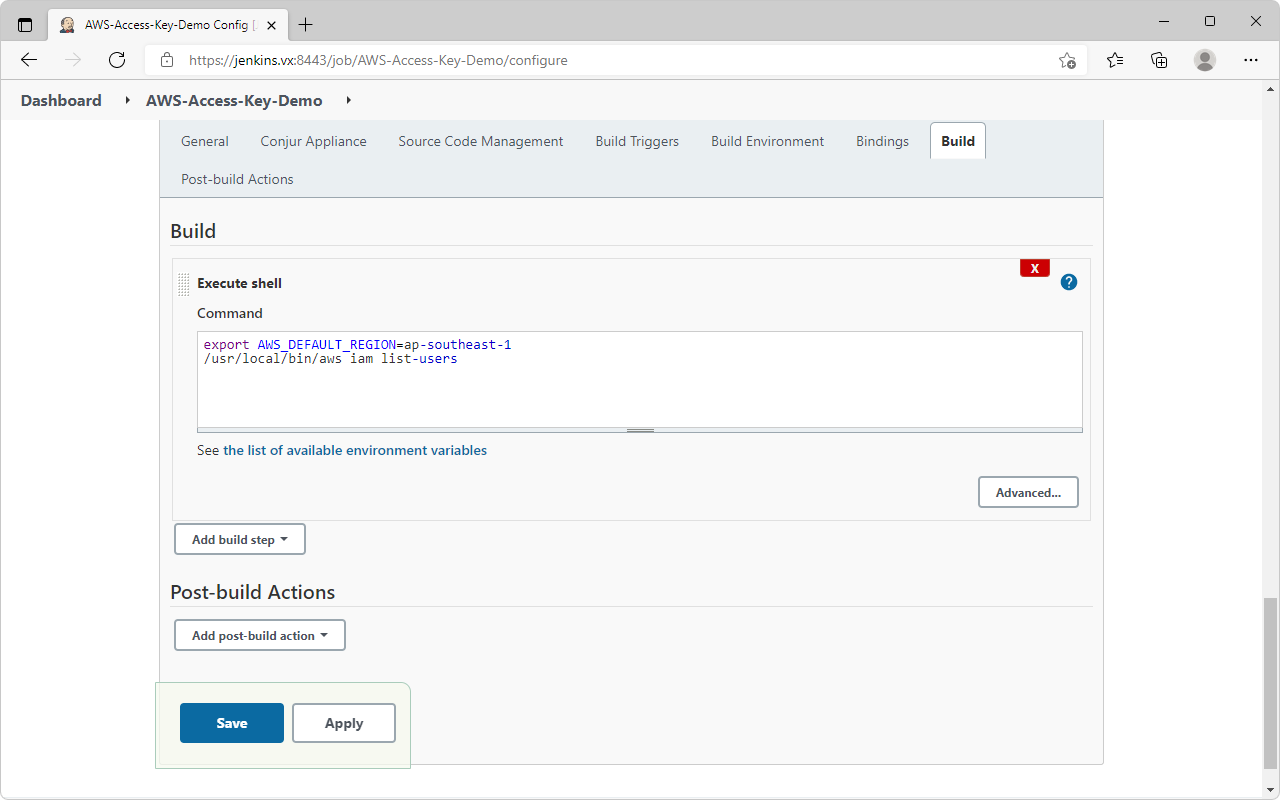 AWS-Access-Key-Demo Config [
https://jenkins.vx:8443/job/AWS-Access-Key-Demo/configure
Dashboard AWS-Access-Key-Demo
General Conjur Appliance Source Code Management Build Triggers Build Environment Bindings Build
Post-build Actions
Build
X
Execute shell
?
Command
export AWS_DEFAULT_REGION=ap-southeast-1
/usr/local/bin/aws iam list-users
See the list of available environment variables
Advanced...
Add build step
Post-build Actions
Add post-build action
Save Apply